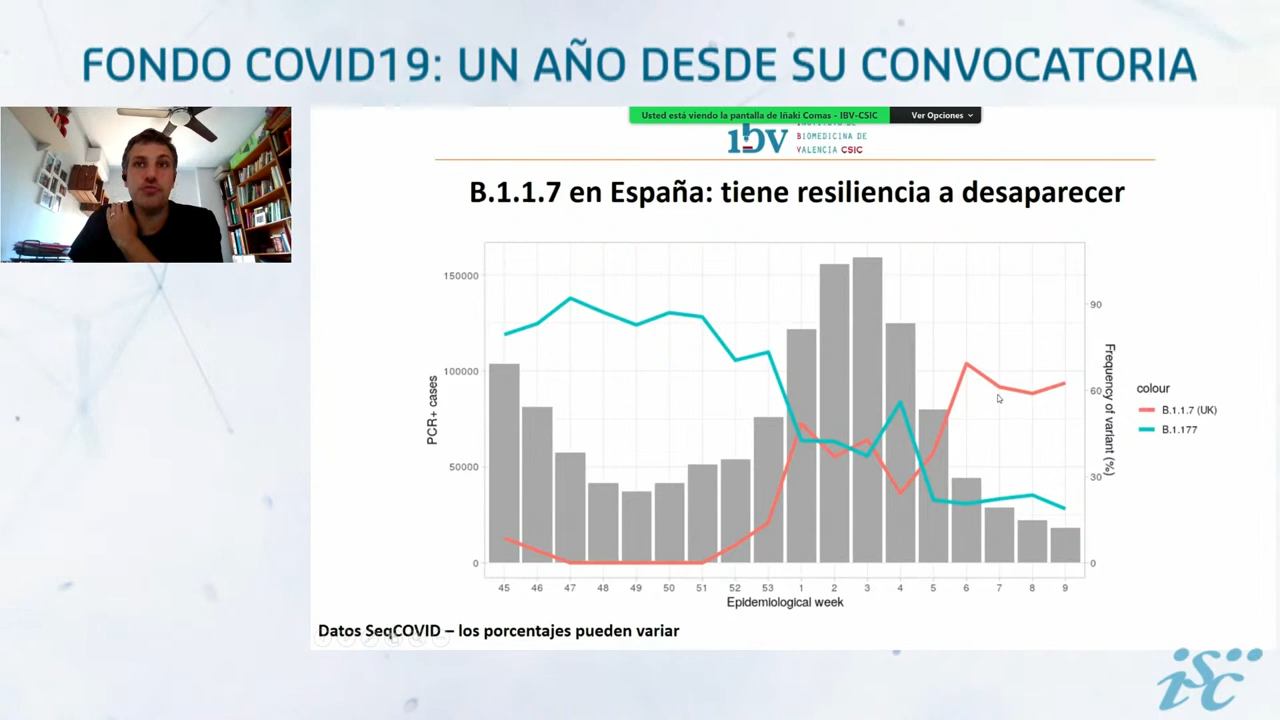 FONDO COVID19: UN AÑO DESDE SU CONVOCATORIA
Usted está viendo la pantalla de Iñaki Comas - IBV-CSIC
Ver Opciones
ibv
BIOMEDICINA DE
VALENCIA CSIC
B.1.1.7 en España: tiene resiliencia a desaparecer
150000
100000
50000
0
PCR+ cases
90
60
30
0
Frequency of variant (%)
colour
B.1.1.7 (UK)
B.1.177
45 46 47 48 49 50 51 52 53 1 2 3 4 5 6 7 8 9
Epidemiological week
Datos SeqCOVID – los porcentajes pueden variar
isc